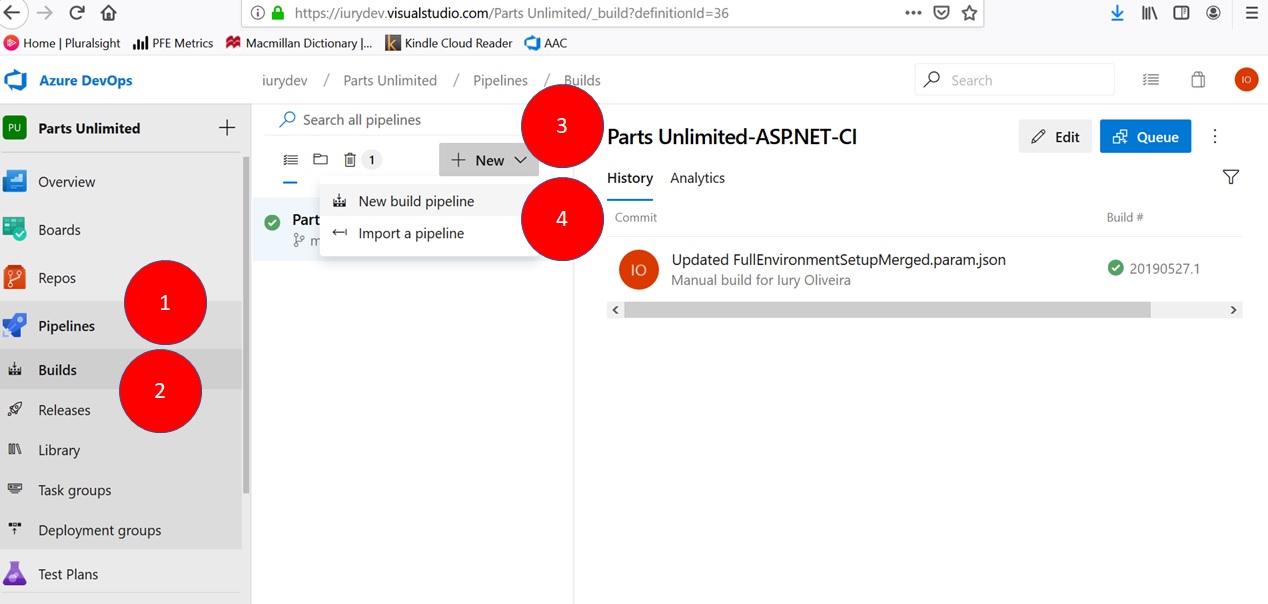 https://iurydev.visualstudio.com/Parts Unlimited/_build?definitionId=36
Home | Pluralsight PFE Metrics Macmillan Dictionary |... Kindle Cloud Reader AAC
Azure DevOps iurydev / Parts Unlimited / Pipelines / Builds Search IO
PU Parts Unlimited
Search all pipelines
3
Parts Unlimited-ASP.NET-CI Edit Queue
1 New
History Analytics
Overview
New build pipeline
4
Commit Build #
Part
Boards
Import a pipeline
m
IO Updated FullEnvironmentSetupMerged.param.json
Manual build for Iury Oliveira
20190527.1
Repos
1
Pipelines
Builds
2
Releases
Library
Task groups
Deployment groups
Test Plans